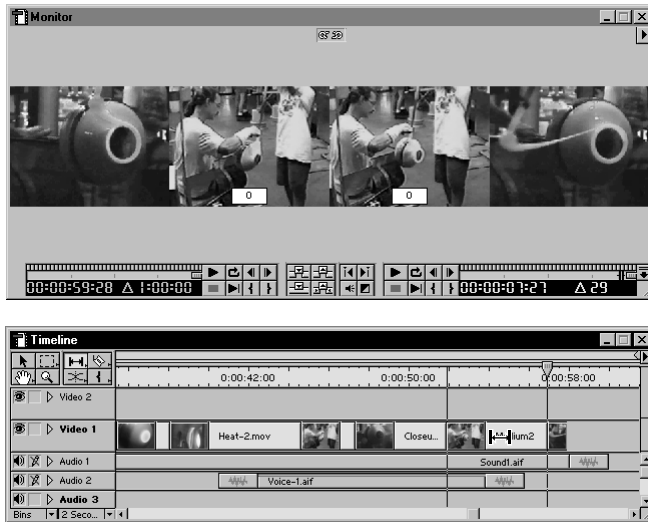 Monitor
0
0
00:00:59:28 Δ 1:00:00
00:00:07:27 Δ 29
Timeline
0:00:42:00
0:00:50:00
0:00:58:00
Video 2
Video 1
Heat-2.mov
Closeu...
lium2
Audio 1
Sound1.aif
Audio 2
Voice-1.aif
Audio 3
Bins
2 Seco...